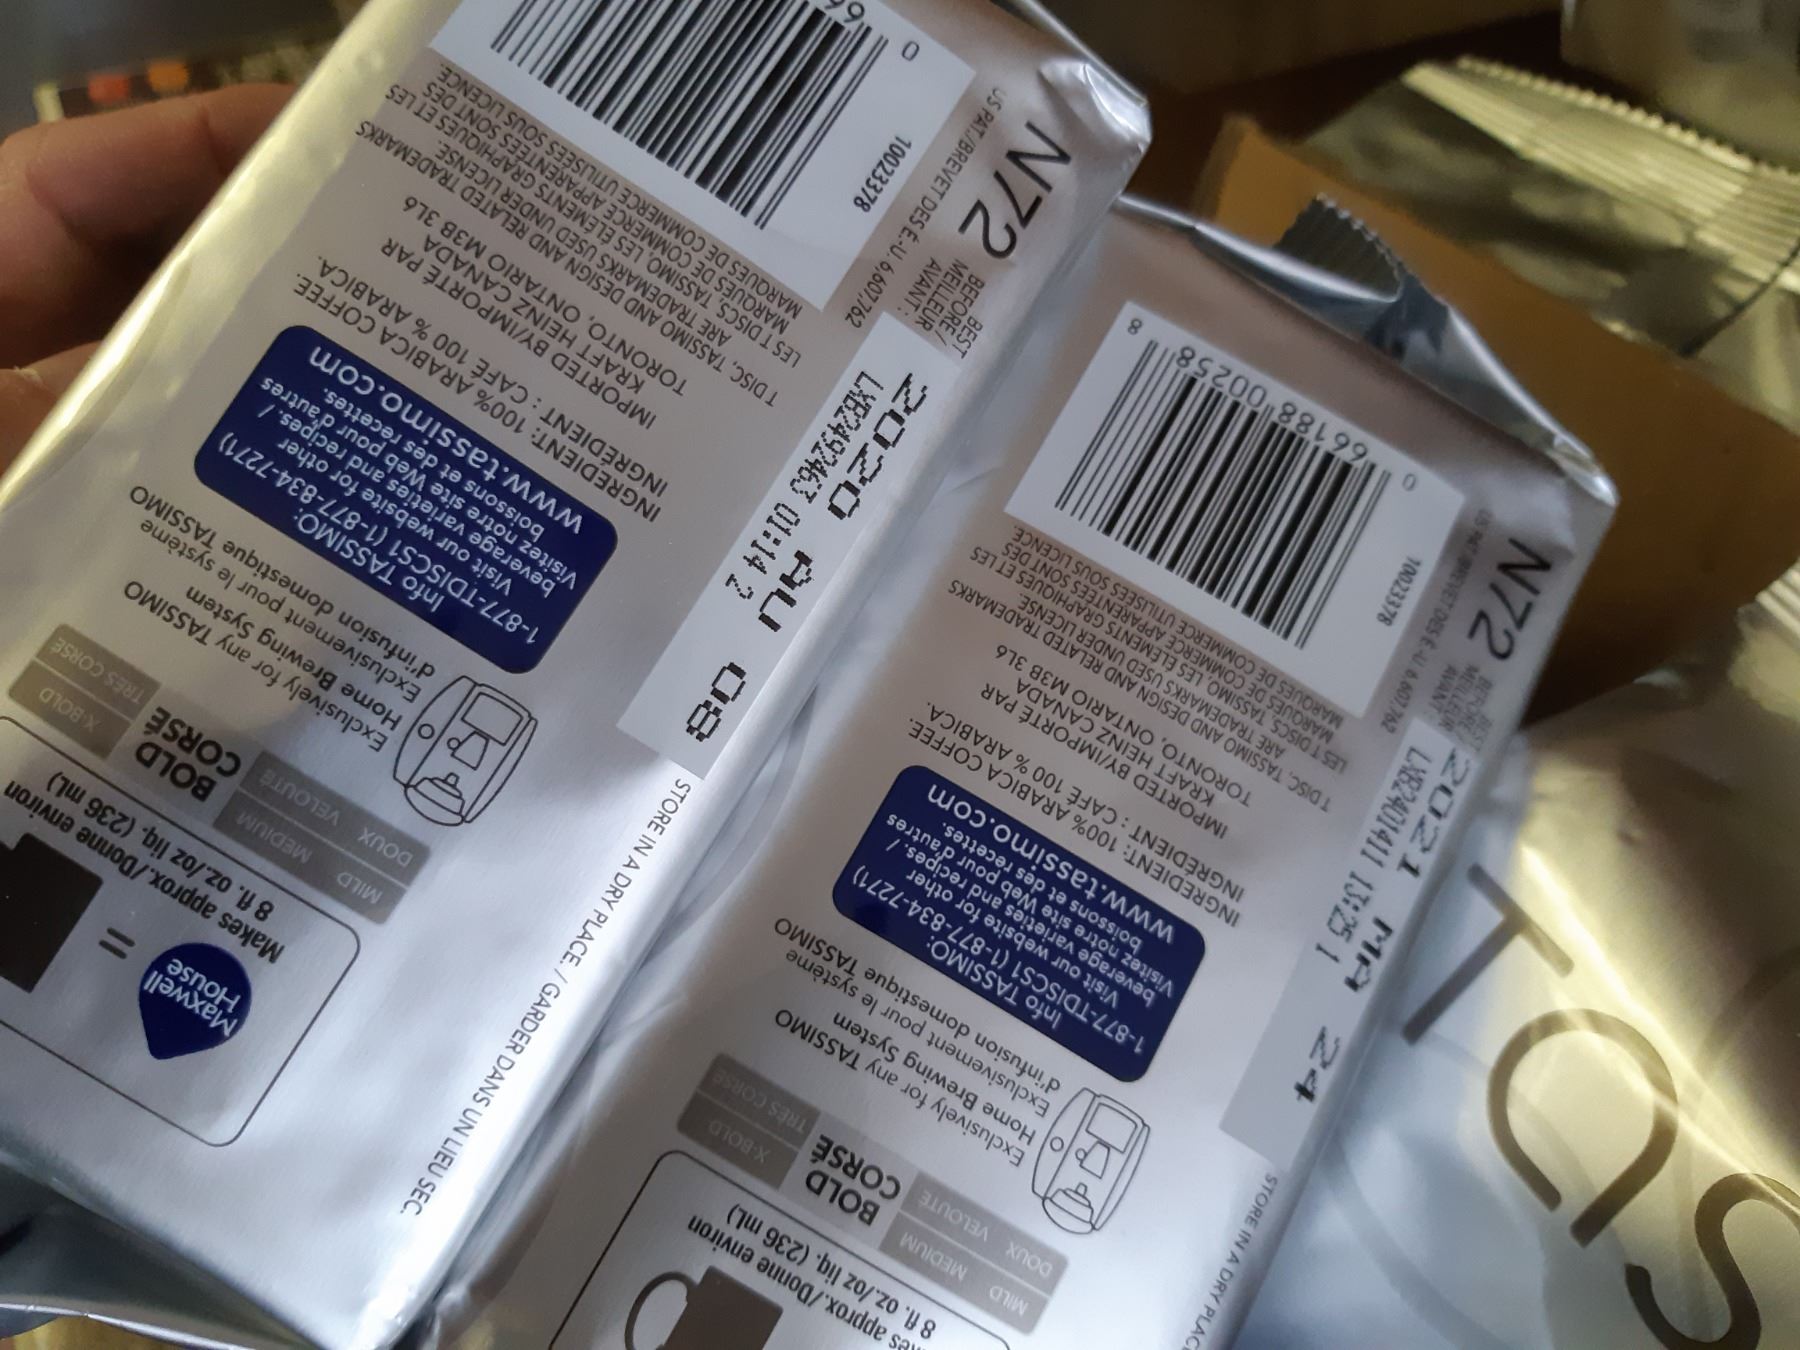 Maxwell
House
=
Makes approx./Donne environ
8 fl. oz./oz liq. (236 mL)
MILD
DOUX
MEDIUM
VELOUTÉ
BOLD
CORSÉ
X-BOLD
TRÈS CORSÉ
Exclusively for any TASSIMO
Home Brewing System
Exclusivement pour le système
d'infusion domestique TASSIMO
Info TASSIMO:
1-877-TDISCS1 (1-877-834-7271)
Visit our website for other
beverage varieties and recipes. /
Visitez notre site Web pour d'autres
boissons et des recettes.
www.tassimo.com
INGREDIENT: 100% ARABICA COFFEE
INGRÉDIENT : CAFÉ 100 % ARABICA.
IMPORTED BY/IMPORTÉ PAR
KRAFT HEINZ CANADA
TORONTO, ONTARIO M3B 3L6
T DISC, TASSIMO AND DESIGN AND RELATED TRADEMARKS
ARE TRADEMARKS USED UNDER LICENSE.
LES T DISCS, TASSIMO, LES ÉLÉMENTS GRAPHIQUES ET LES
MARQUES DE COMMERCE APPARENTÉES SONT DES
MARQUES DE COMMERCE UTILISÉES SOUS LICENCE.
US PAT./BREVET DES É.-U. 6,607,762
0
10023378
N72
BEST
BEFORE /
MEILLEUR
AVANT :
2020 AU 08
LXB2492463 01:14 2
STORE IN A DRY PLACE. / GARDER DANS UN LIEU SEC.
approx./Donne environ
8 fl. oz./oz liq. (236 mL)
MILD
DOUX
MEDIUM
VELOUTÉ
BOLD
CORSÉ
X-BOLD
TRÈS CORSÉ
Exclusively for any TASSIMO
Home Brewing System
Exclusivement pour le système
d'infusion domestique TASSIMO
Info TASSIMO:
1-877-TDISCS1 (1-877-834-7271)
Visit our website for other
beverage varieties and recipes. /
Visitez notre site Web pour d'autres
boissons et des recettes.
www.tassimo.com
INGREDIENT: 100% ARABICA COFFEE
INGRÉDIENT : CAFÉ 100 % ARABICA.
IMPORTED BY/IMPORTÉ PAR
KRAFT HEINZ CANADA
TORONTO, ONTARIO M3B 3L6
T DISC, TASSIMO AND DESIGN AND RELATED TRADEMARKS
ARE TRADEMARKS USED UNDER LICENSE.
LES T DISCS, TASSIMO, LES ÉLÉMENTS GRAPHIQUES ET LES
MARQUES DE COMMERCE APPARENTÉES SONT DES
MARQUES DE COMMERCE UTILISÉES SOUS LICENCE.
US PAT./BREVET DES É.-U. 6,607,762
0 66188 00258 8
10023378
N72
BEST
BEFORE /
MEILLEUR
AVANT :
2021 MA 24
LXB2401411 13:25 1
STORE IN A DRY